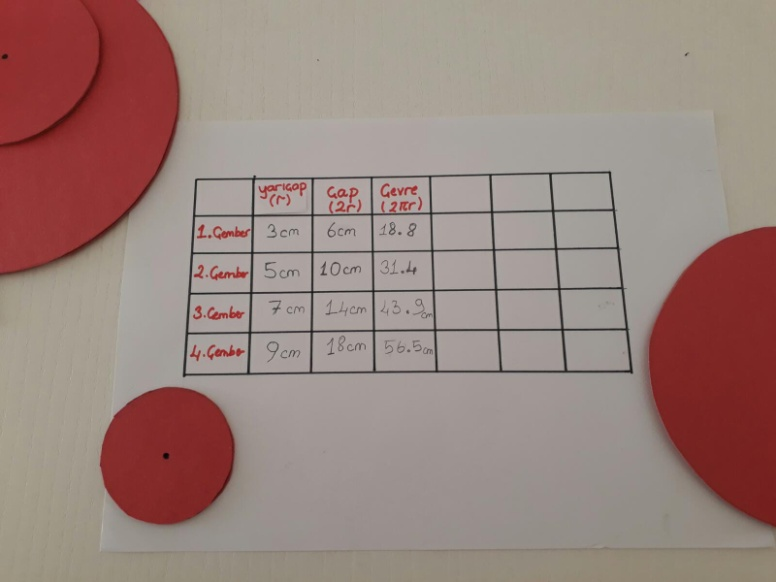 yarıçap Çap Çevre
(r) (2r) (2πr)
1.Çember 3cm 6cm 18.8
2.Çember 5cm 10cm 31.4
3.Çember 7cm 14cm 43.9cm
4.Çember 9cm 18cm 56.5cm